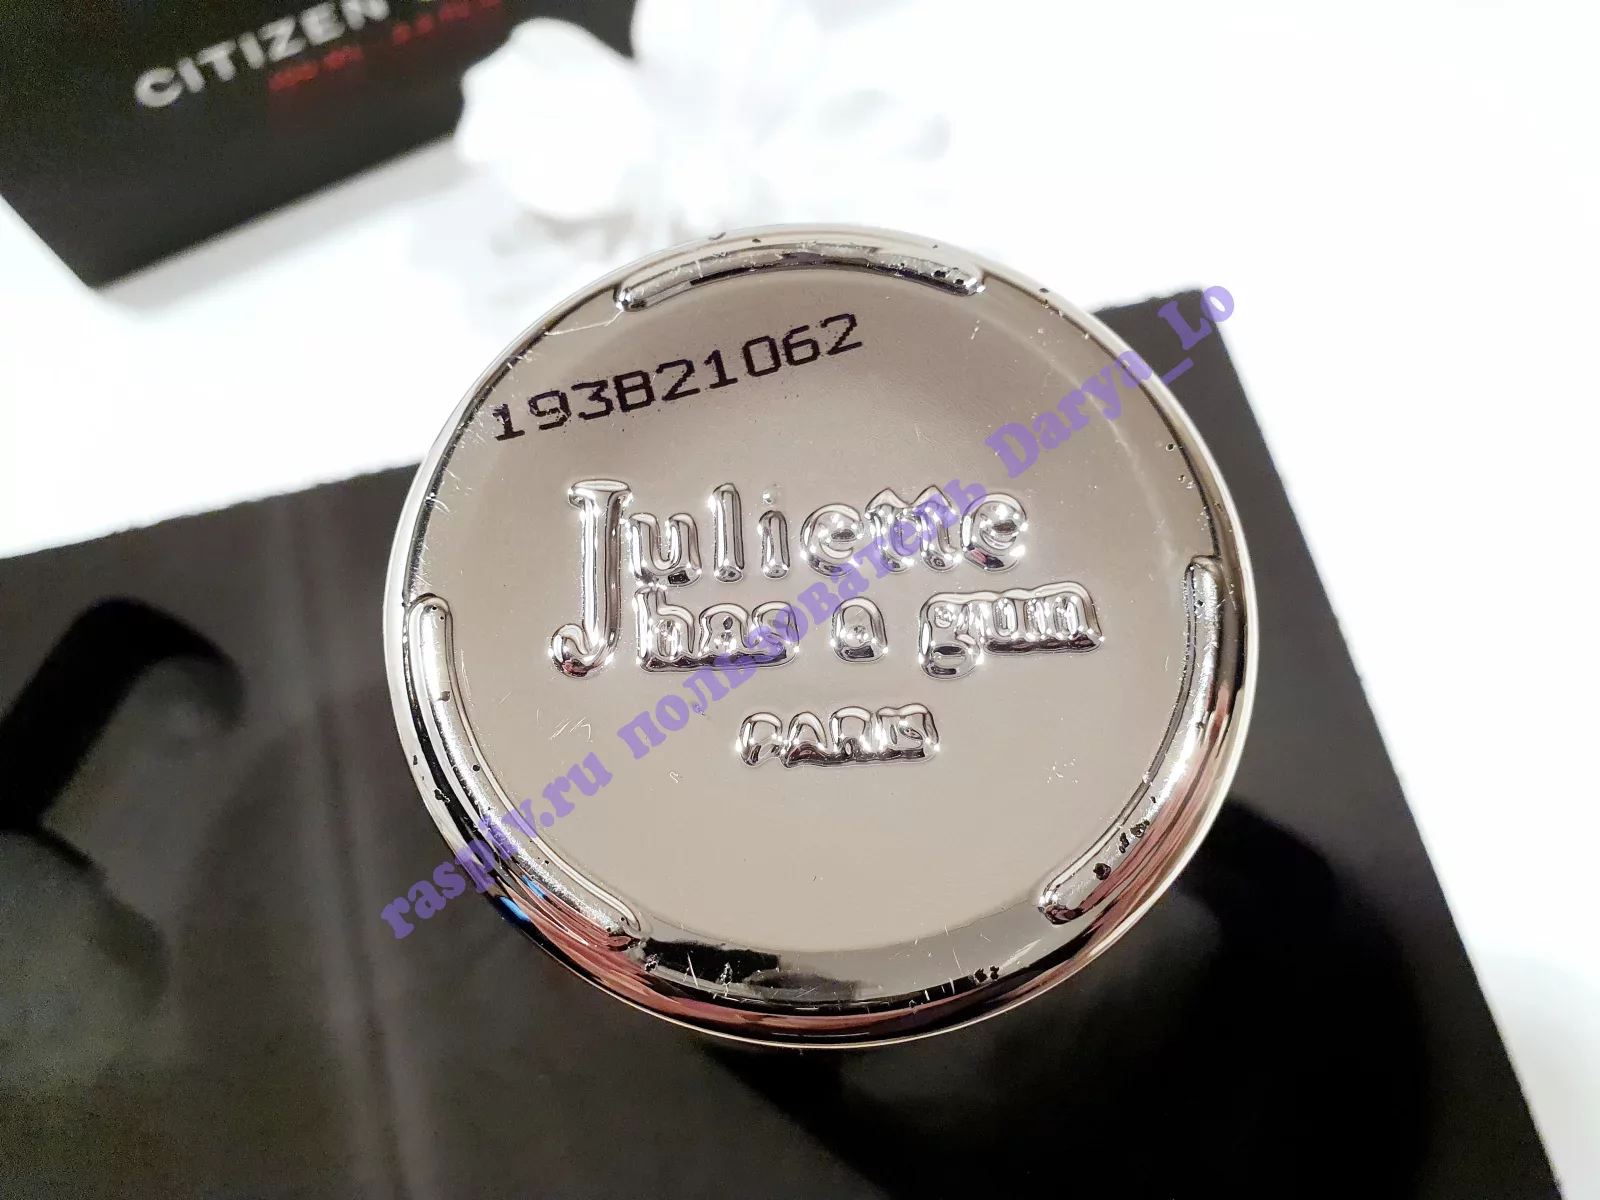 CITIZEN
193B21062
Juliette
has a gun
PARIS
raspiv.ru пользователь Darya_Lo